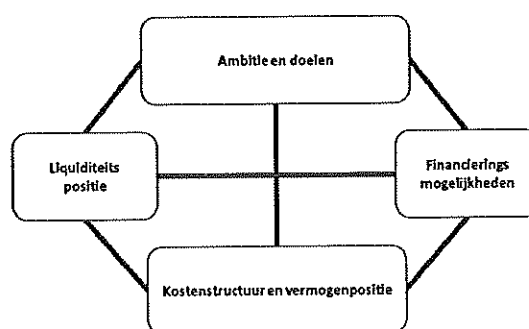 Ambitie en doelen
Liquiditeits
positie
Financierings
mogelijkheden
Kostenstructuur en vermogenpositie